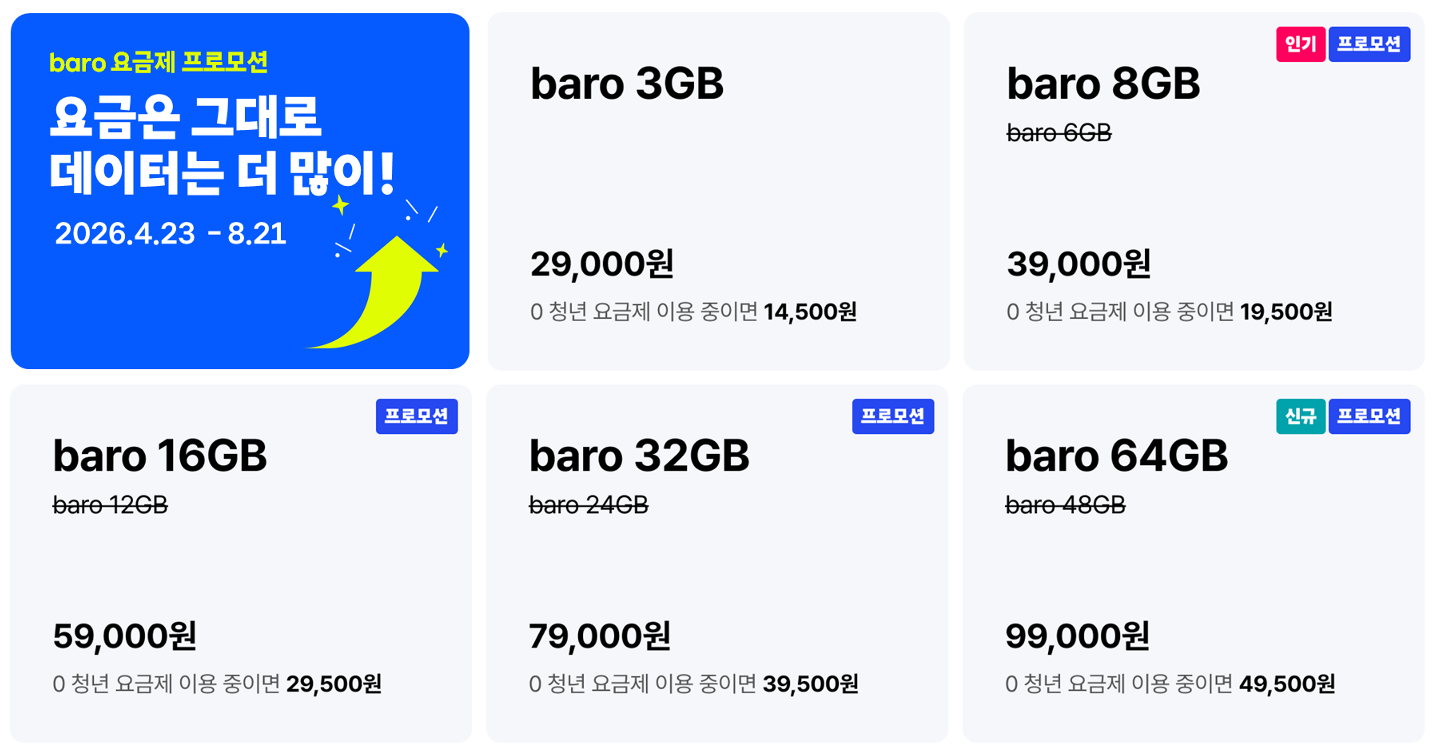 baro 요금제 프로모션
요금은 그대로
데이터는 더 많이!
2026.4.23 - 8.21
baro 3GB
29,000원
0 청년 요금제 이용 중이면 14,500원
인기 프로모션
baro 8GB
baro 6GB
39,000원
0 청년 요금제 이용 중이면 19,500원
프로모션
baro 16GB
baro 12GB
59,000원
0 청년 요금제 이용 중이면 29,500원
프로모션
baro 32GB
baro 24GB
79,000원
0 청년 요금제 이용 중이면 39,500원
신규 프로모션
baro 64GB
baro 48GB
99,000원
0 청년 요금제 이용 중이면 49,500원